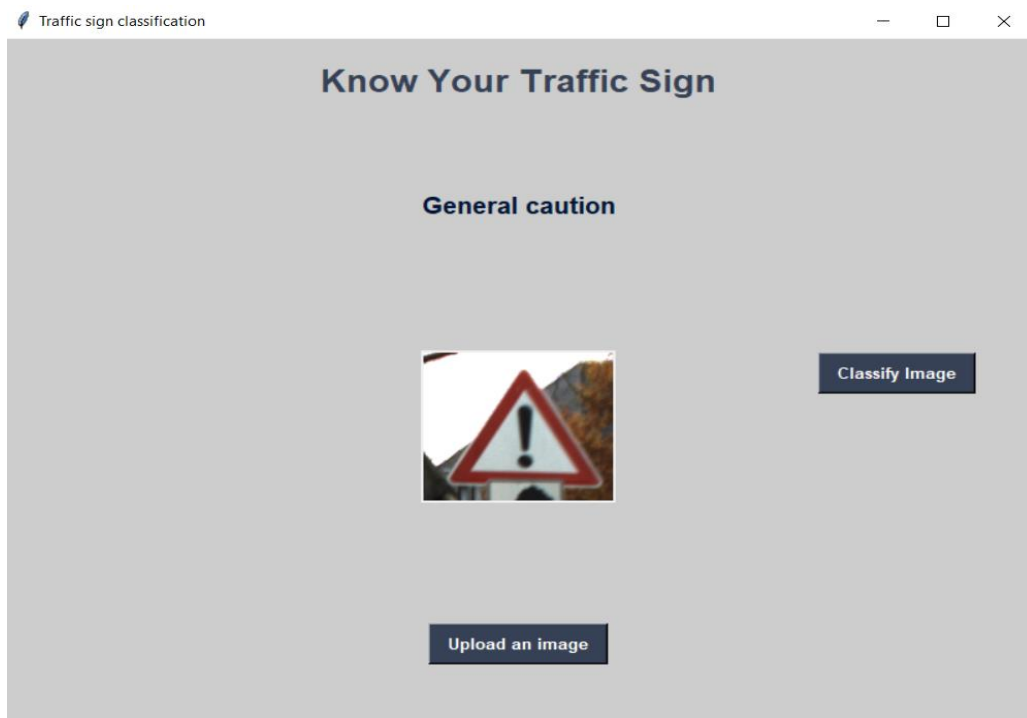 Traffic sign classification
Know Your Traffic Sign
General caution
!
Classify Image
Upload an image